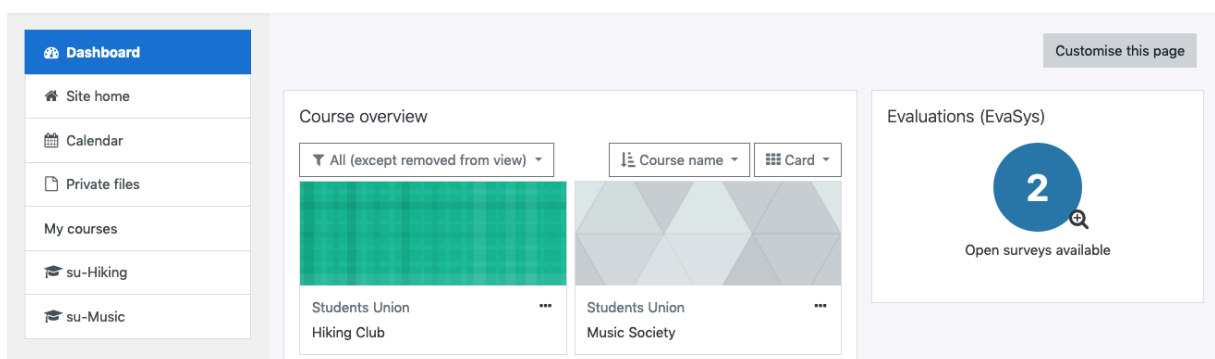 Dashboard
Site home
Calendar
Private files
My courses
su-Hiking
su-Music
Customise this page
Course overview
All (except removed from view)
Course name
Card
Students Union
Hiking Club
Students Union
Music Society
Evaluations (EvaSys)
2
Open surveys available